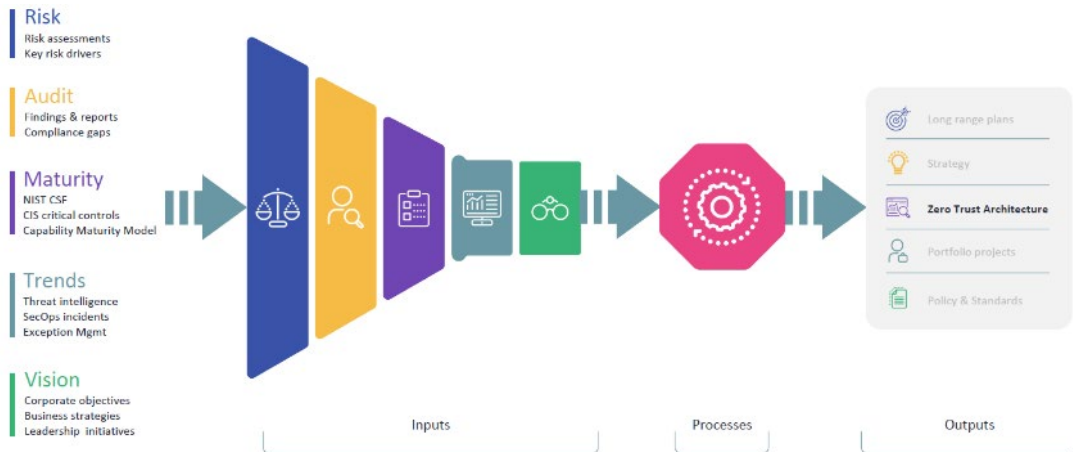 Risk
Risk assessments
Key risk drivers
Audit
Findings & reports
Compliance gaps
Maturity
NIST CSF
CIS critical controls
Capability Maturity Model
Trends
Threat intelligence
SecOps incidents
Exception Mgmt
Vision
Corporate objectives
Business strategies
Leadership initiatives
Long range plans
Strategy
Zero Trust Architecture
Portfolio projects
Policy & Standards
Inputs
Processes
Outputs